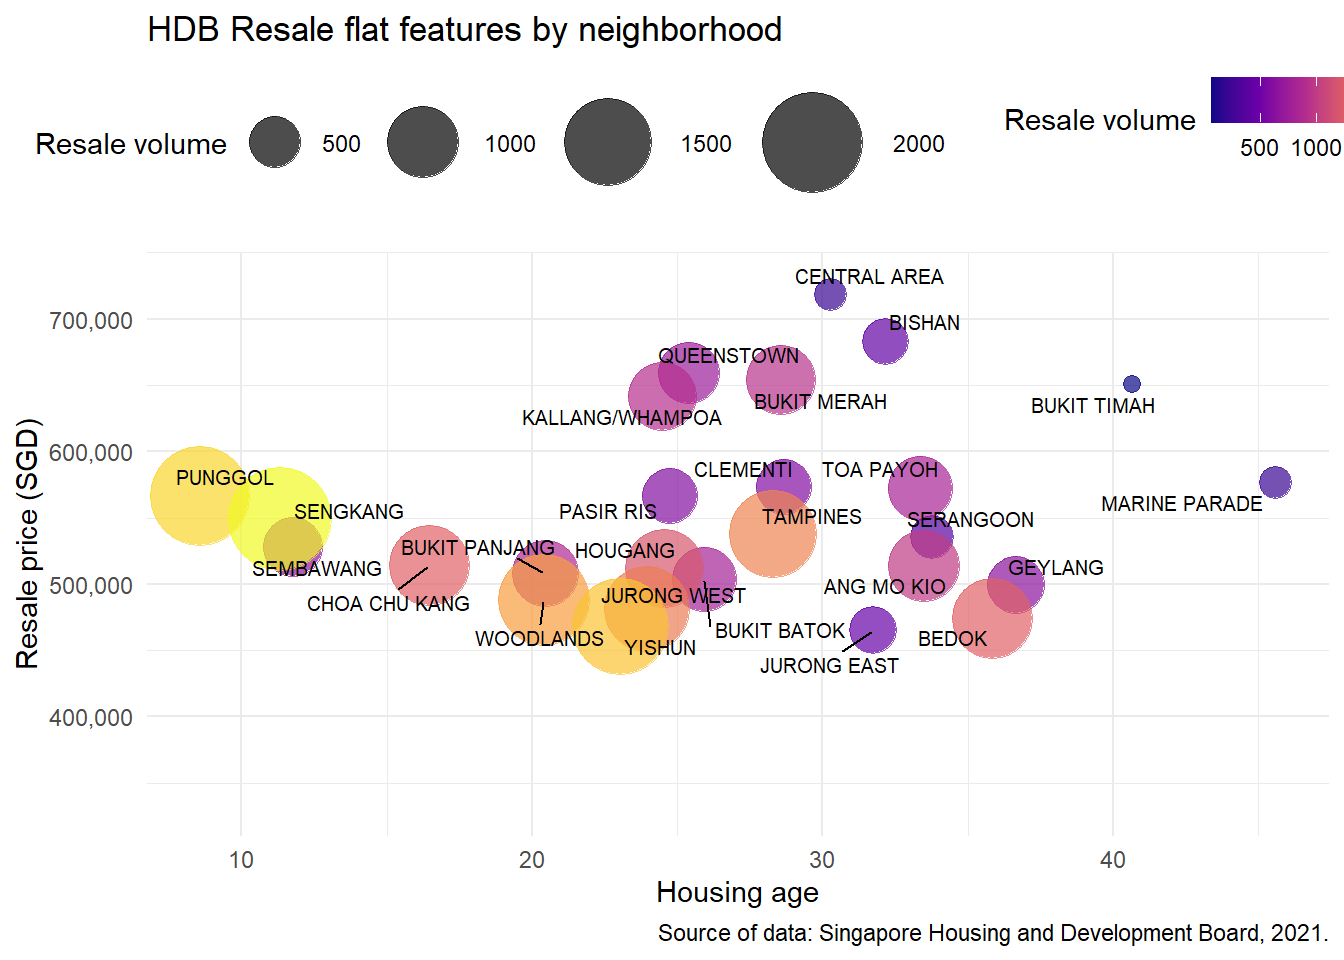 HDB Resale flat features by neighborhood
Resale volume 500 1000 1500 2000
Resale volume
500 1000
CENTRAL AREA
BISHAN
700,000
QUEENSTOWN
BUKIT MERAH
BUKIT TIMAH
KALLANG/WHAMPOA
600,000
PUNGGOL
CLEMENTI
TOA PAYOH
MARINE PARADE
SENGKANG
PASIR RIS
TAMPINES
SERANGOON
BUKIT PANJANG
HOUGANG
SEMBAWANG
GEYLANG
500,000
ANG MO KIO
CHOA CHU KANG
JURONG WEST
BUKIT BATOK
WOODLANDS
BEDOK
YISHUN
JURONG EAST
400,000
Resale price (SGD)
10 20 30 40
Housing age
Source of data: Singapore Housing and Development Board, 2021.